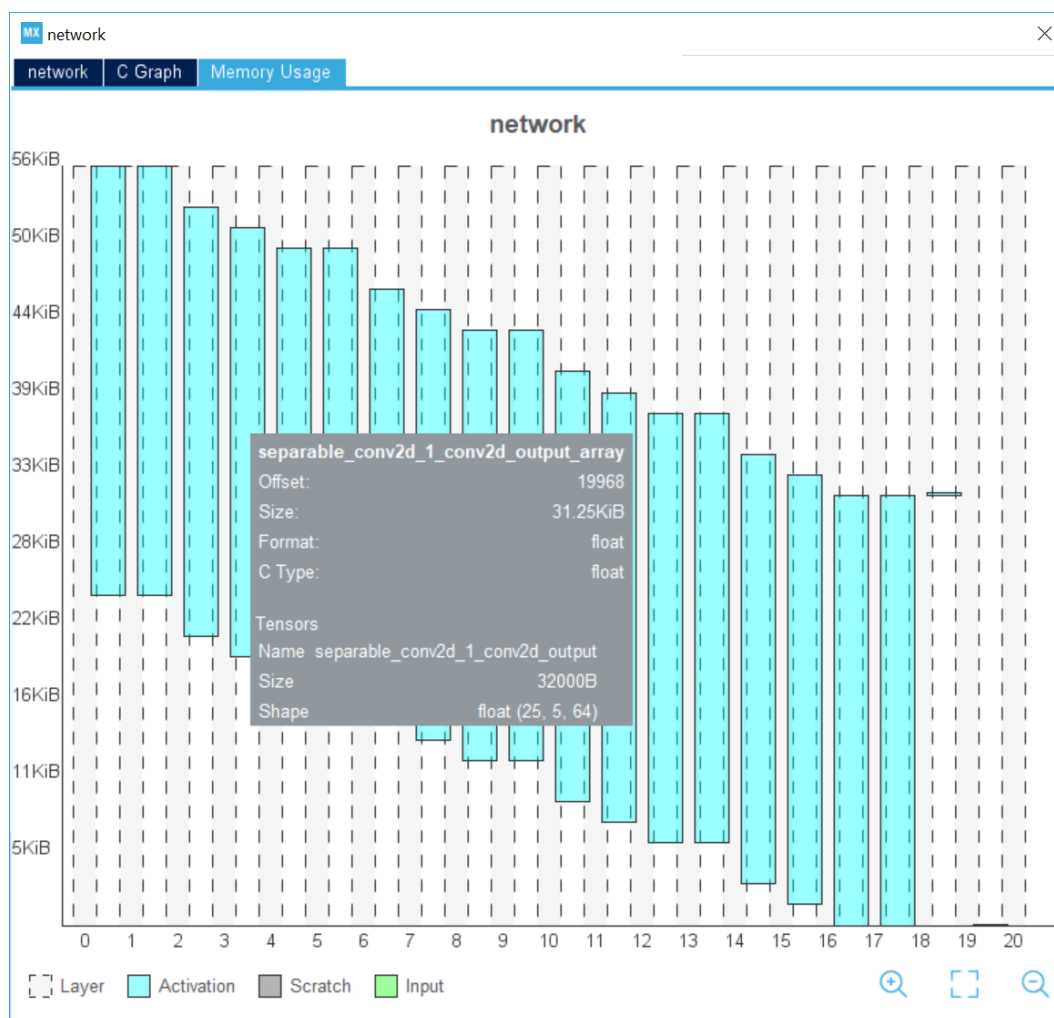 MX network
network C Graph Memory Usage
network
56KiB
50KiB
44KiB
39KiB
33KiB
28KiB
22KiB
16KiB
11KiB
5KiB
separable_conv2d_1_conv2d_output_array
Offset: 19968
Size: 31.25KiB
Format: float
C Type: float
Tensors
Name separable_conv2d_1_conv2d_output
Size 32000B
Shape float (25, 5, 64)
0 1 2 3 4 5 6 7 8 9 10 11 12 13 14 15 16 17 18 19 20
Layer Activation Scratch Input